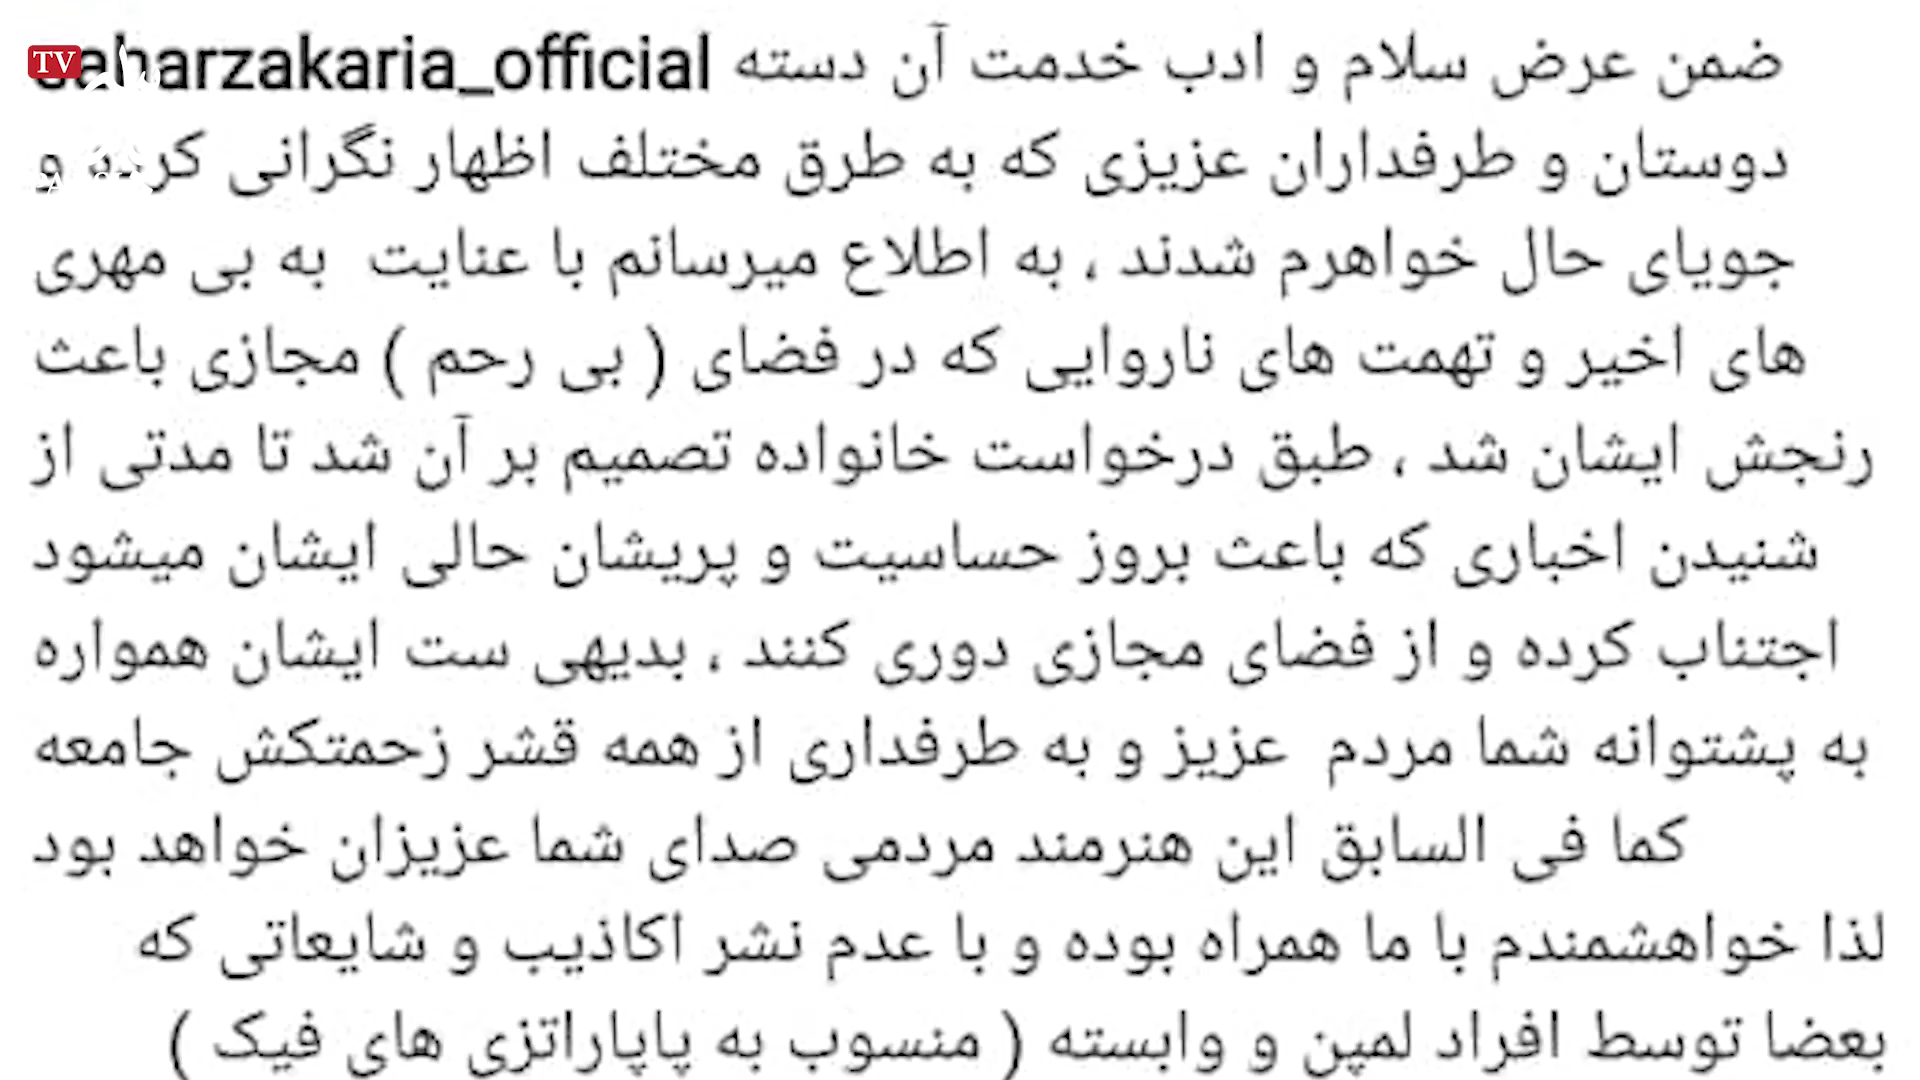 TV
saharzakaria_official ضمن عرض سلام و ادب خدمت آن دسته
دوستان و طرفداران عزیزی که به طرق مختلف اظهار نگرانی کرده و
جویای حال خواهرم شدند ، به اطلاع میرسانم با عنایت به بی مهری
های اخیر و تهمت های ناروایی که در فضای ( بی رحم ) مجازی باعث
رنجش ایشان شد ، طبق درخواست خانواده تصمیم بر آن شد تا مدتی از
شنیدن اخباری که باعث بروز حساسیت و پریشان حالی ایشان میشود
اجتناب کرده و از فضای مجازی دوری کنند ، بدیهی ست ایشان همواره
به پشتوانه شما مردم عزیز و به طرفداری از همه قشر زحمتکش جامعه
کما فی السابق این هنرمند مردمی صدای شما عزیزان خواهد بود
لذا خواهشمندم با ما همراه بوده و با عدم نشر اکاذیب و شایعاتی که
بعضا توسط افراد لمپن و وابسته ( منسوب به پاپاراتزی های فیک )